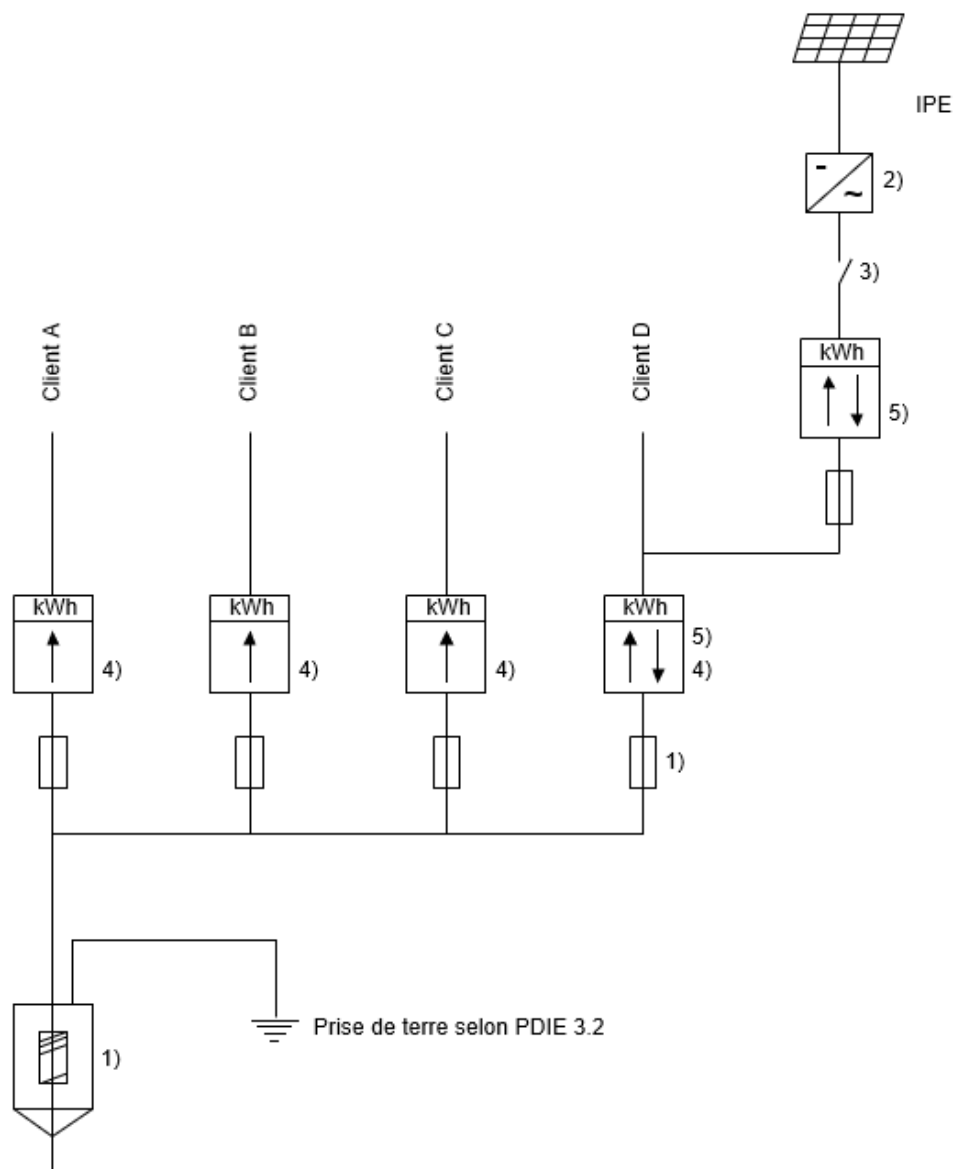 IPE
-
~
2)
3)
kWh
5)
Client A
Client B
Client C
Client D
kWh
4)
kWh
4)
kWh
4)
kWh
5)
4)
1)
Prise de terre selon PDIE 3.2
1)